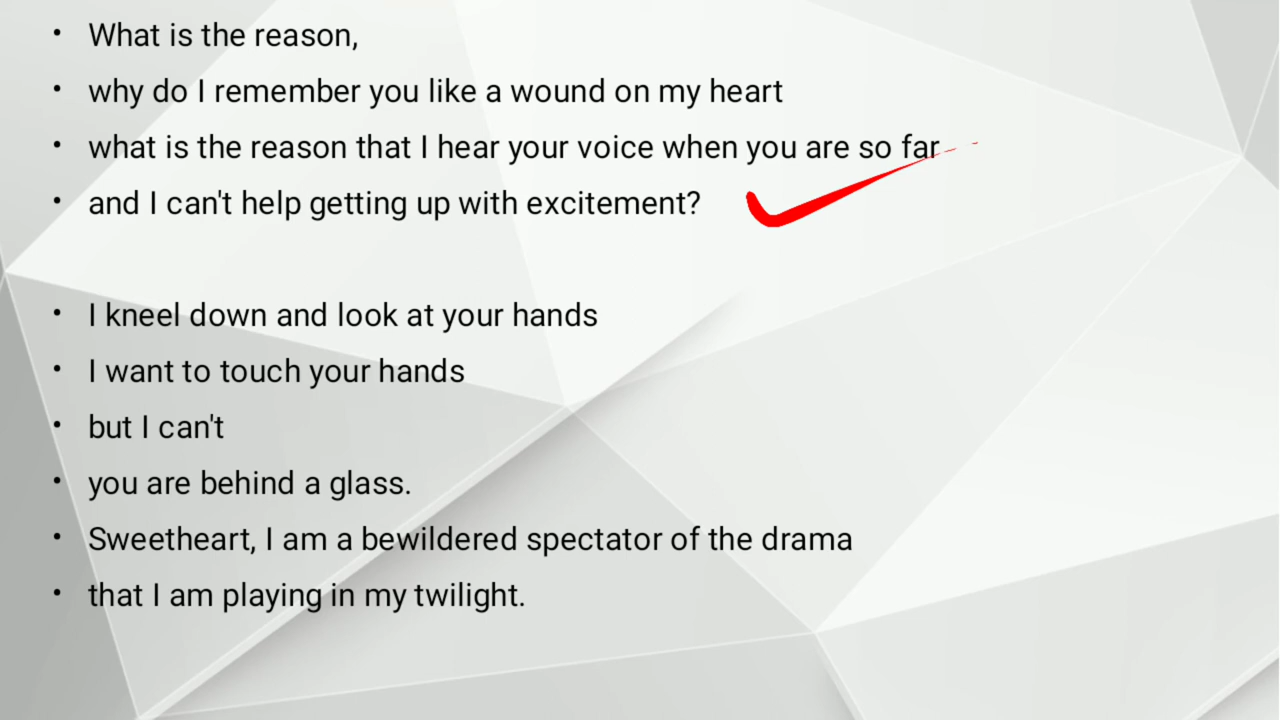 • What is the reason,
• why do I remember you like a wound on my heart
• what is the reason that I hear your voice when you are so far
• and I can't help getting up with excitement?
• I kneel down and look at your hands
• I want to touch your hands
• but I can't
• you are behind a glass.
• Sweetheart, I am a bewildered spectator of the drama
• that I am playing in my twilight.